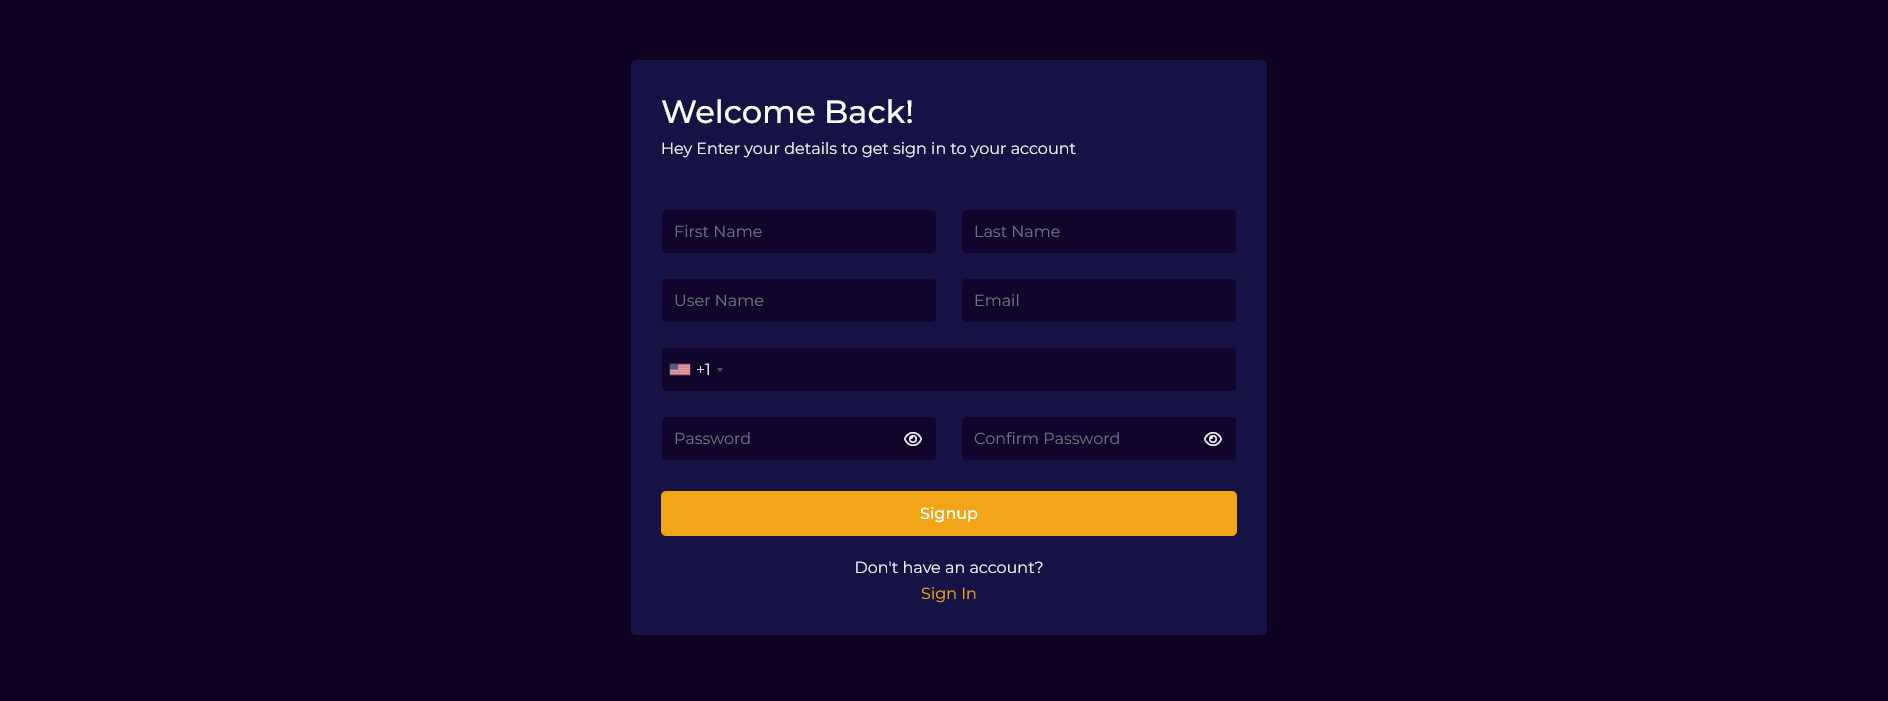 Welcome Back!
Hey Enter your details to get sign in to your account
First Name
Last Name
User Name
Email
+1
Password
Confirm Password
Signup
Don't have an account?
Sign In